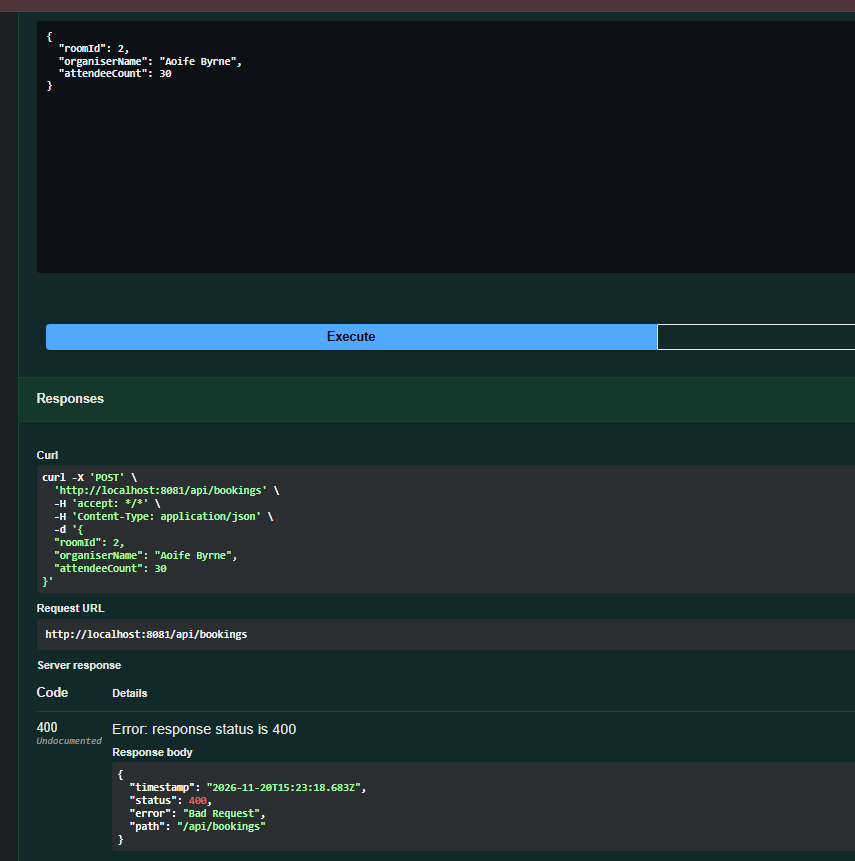 {
  "roomId": 2,
  "organiserName": "Aoife Byrne",
  "attendeeCount": 30
}
Execute
Responses
Curl
curl -X 'POST' \
  'http://localhost:8081/api/bookings' \
  -H 'accept: */*' \
  -H 'Content-Type: application/json' \
  -d '{
  "roomId": 2,
  "organiserName": "Aoife Byrne",
  "attendeeCount": 30
}'
Request URL
http://localhost:8081/api/bookings
Server response
Code Details
400 Error: response status is 400
Undocumented
Response body
{
  "timestamp": "2026-11-20T15:23:18.683Z",
  "status": 400,
  "error": "Bad Request",
  "path": "/api/bookings"
}